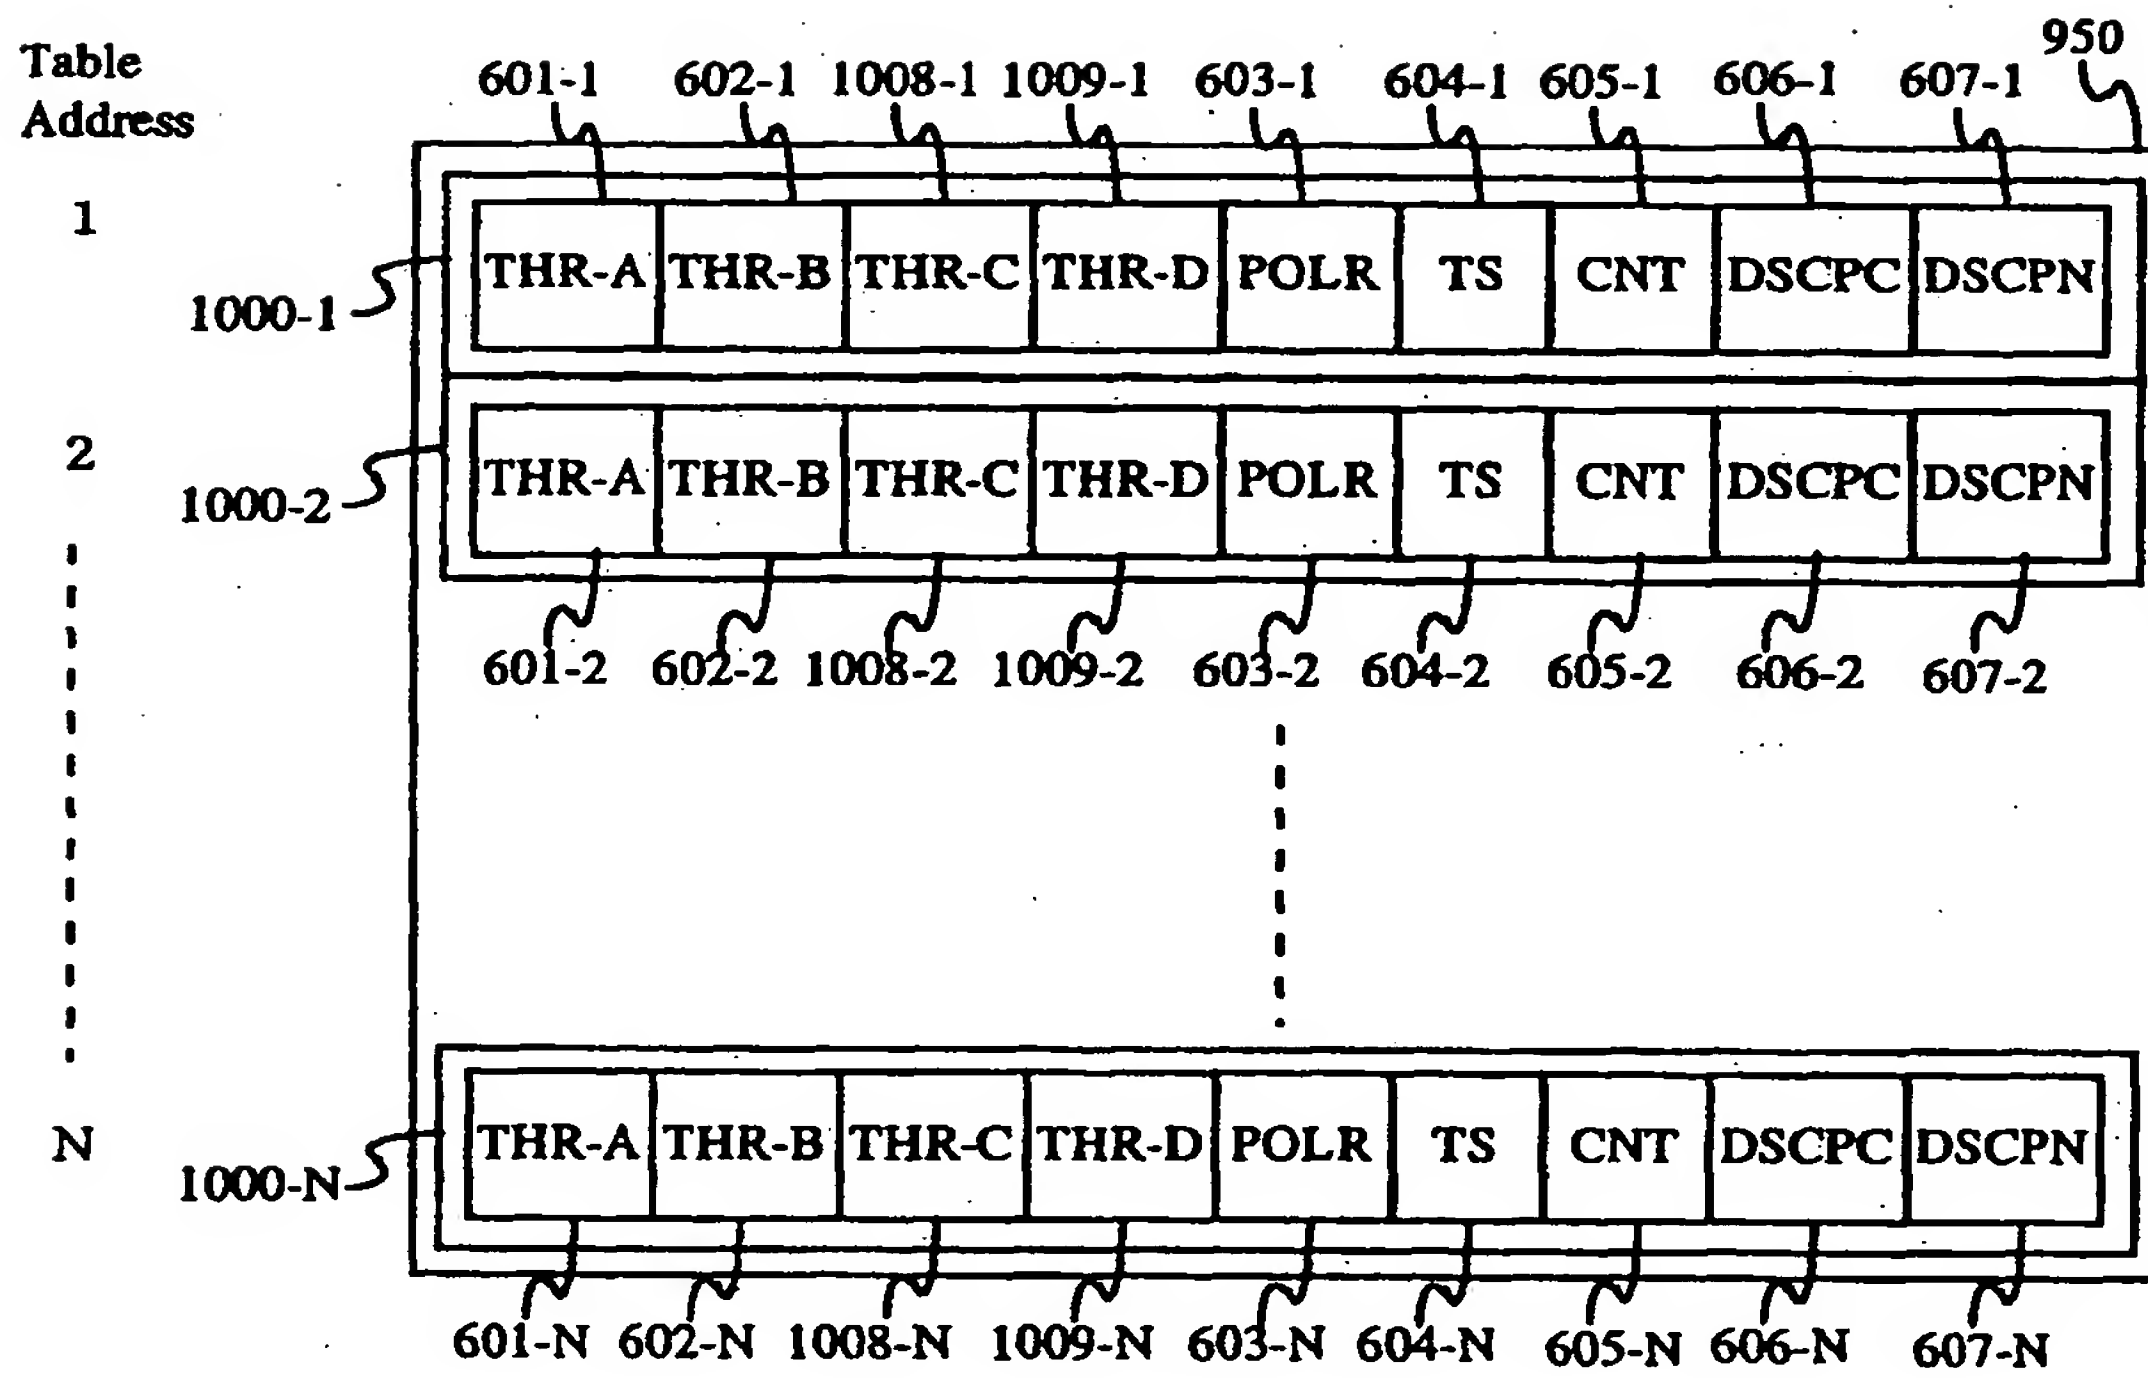 950
Table
Address
601-1 602-1 1008-1 1009-1 603-1 604-1 605-1 606-1 607-1
1
THR-A THR-B THR-C THR-D POLR TS CNT DSCPC DSCPN
1000-1
2
THR-A THR-B THR-C THR-D POLR TS CNT DSCPC DSCPN
1000-2
601-2 602-2 1008-2 1009-2 603-2 604-2 605-2 606-2 607-2
N
THR-A THR-B THR-C THR-D POLR TS CNT DSCPC DSCPN
1000-N
601-N 602-N 1008-N 1009-N 603-N 604-N 605-N 606-N 607-N